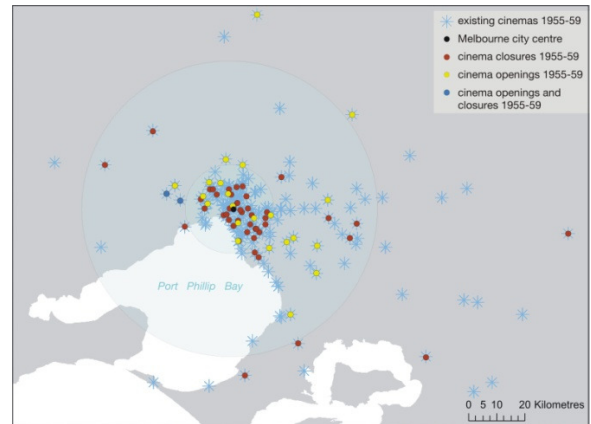 existing cinemas 1955-59
Melbourne city centre
cinema closures 1955-59
cinema openings 1955-59
cinema openings and
closures 1955-59
Port Phillip Bay
0 5 10 20 Kilometres